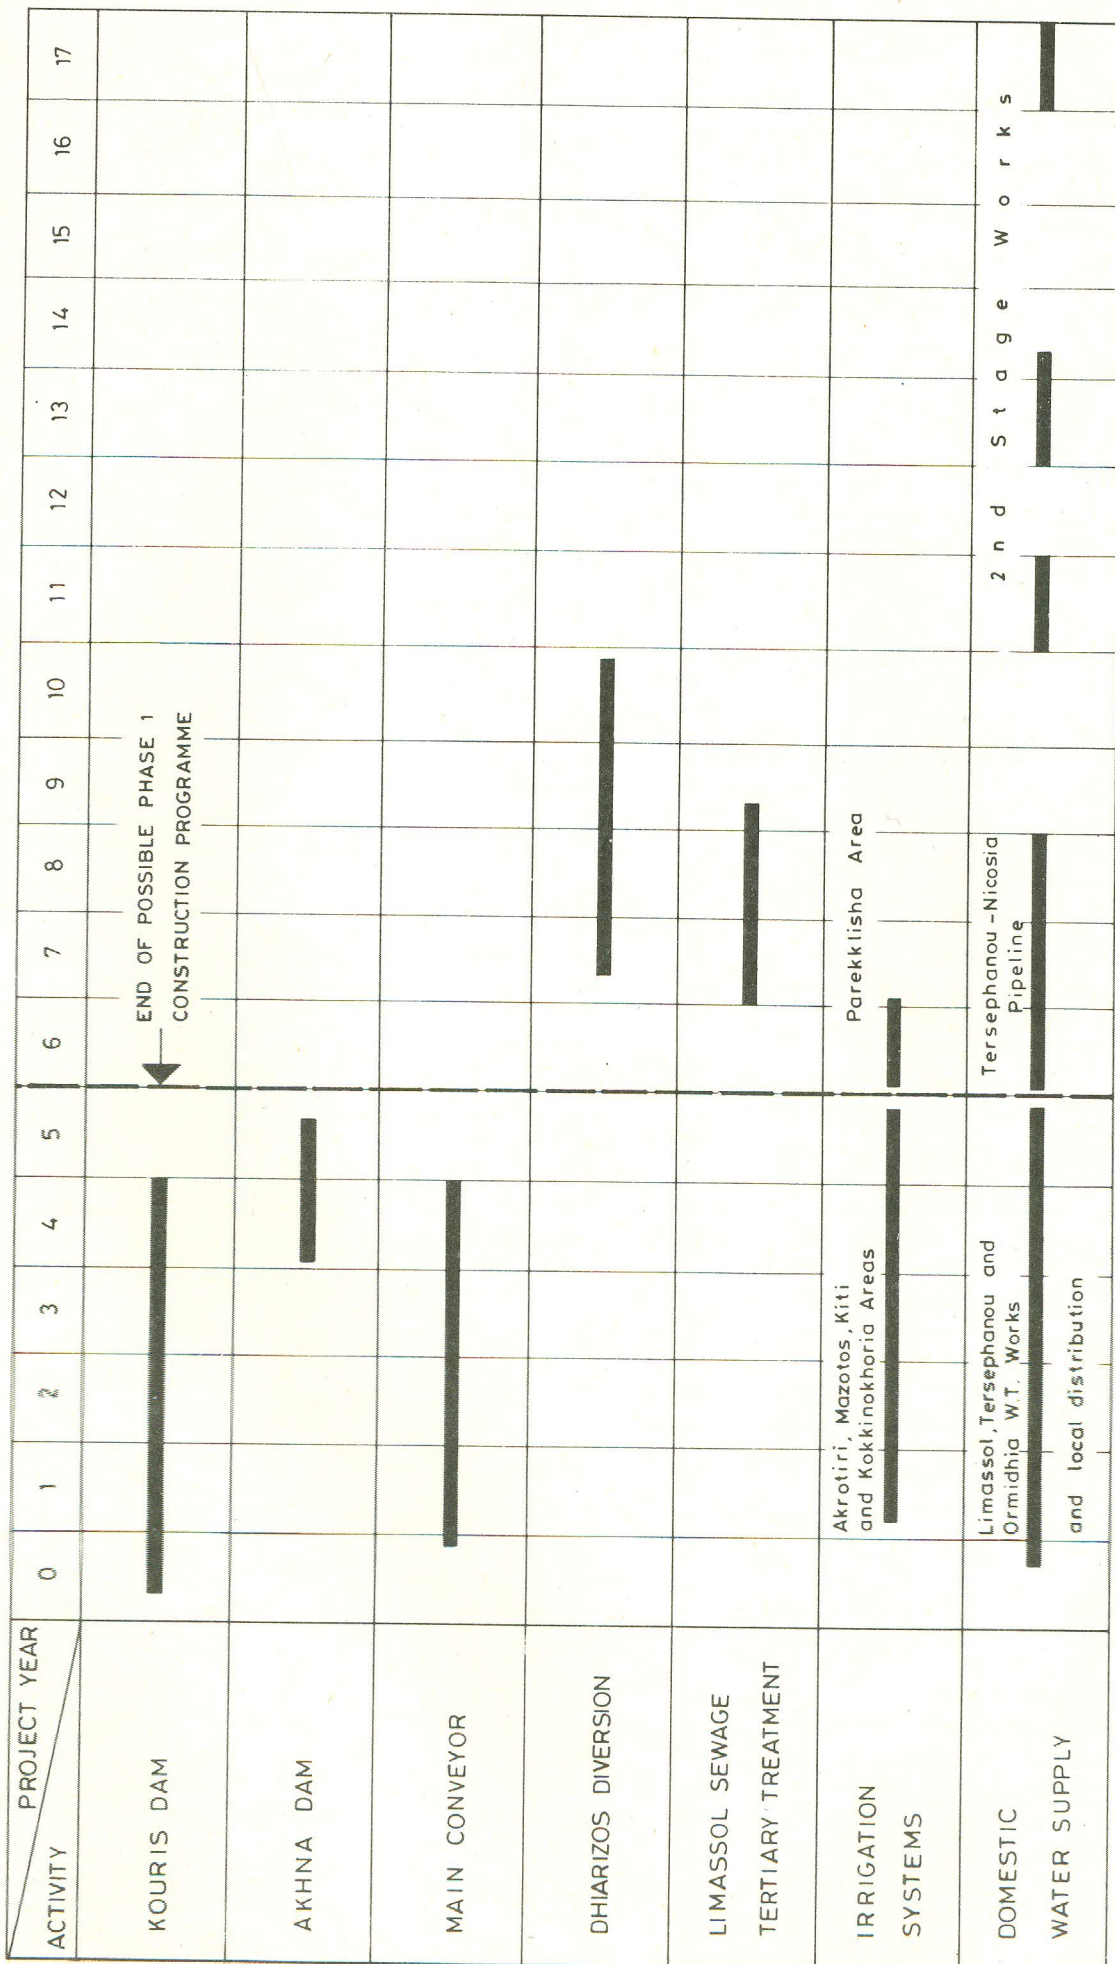 PROJECT YEAR
ACTIVITY
0 1 2 3 4 5 6 7 8 9 10 11 12 13 14 15 16 17
KOURIS DAM
END OF POSSIBLE PHASE 1
CONSTRUCTION PROGRAMME
AKHNA DAM
MAIN CONVEYOR
DHIARIZOS DIVERSION
LIMASSOL SEWAGE
TERTIARY TREATMENT
IRRIGATION
SYSTEMS
Akrotiri, Mazotos, Kiti
and Kokkinokhoria Areas
Parekklisha Area
DOMESTIC
WATER SUPPLY
Limassol, Tersephanou and
Ormidhia W.T. Works
and local distribution
Tersephanou-Nicosia
Pipeline
2nd Stage Works